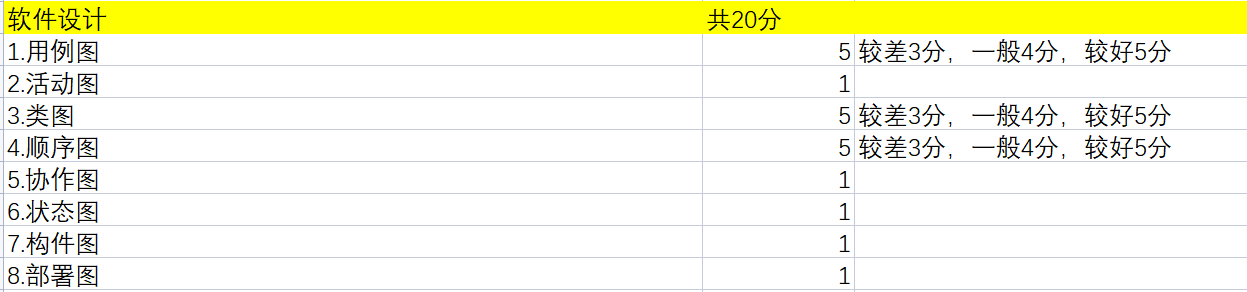 软件设计 共20分
1.用例图 5 较差3分，一般4分，较好5分
2.活动图 1
3.类图 5 较差3分，一般4分，较好5分
4.顺序图 5 较差3分，一般4分，较好5分
5.协作图 1
6.状态图 1
7.构件图 1
8.部署图 1